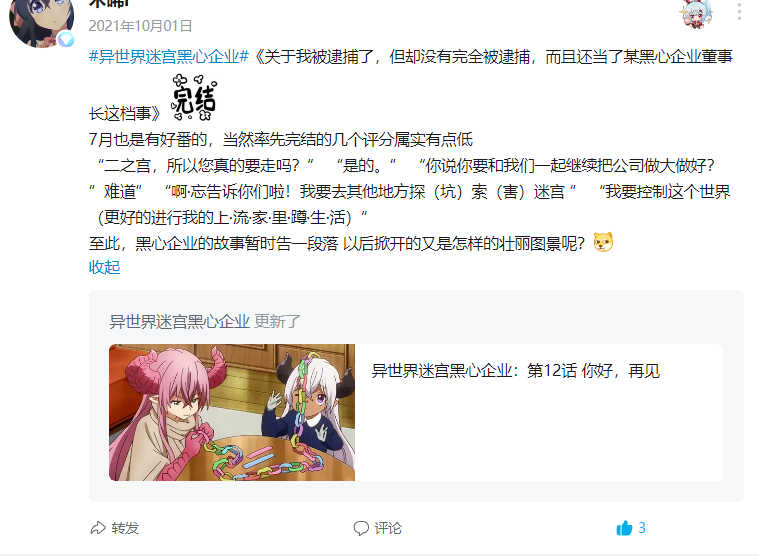 2021年10月01日
#异世界迷宫黑心企业#《关于我被逮捕了，但却没有完全被逮捕，而且还当了某黑心企业董事
长这档事》 完结
7月也是有好番的，当然率先完结的几个评分属实有点低
“二之宫，所以您真的要走吗？” “是的。” “你说你要和我们一起继续把公司做大做好？
”难道” “啊·忘告诉你们啦！我要去其他地方探（坑）索（害）迷宫 ” “我要控制这个世界
（更好的进行我的上·流·家·里·蹲·生·活）”
至此，黑心企业的故事暂时告一段落 以后掀开的又是怎样的壮丽图景呢？
收起
异世界迷宫黑心企业 更新了
异世界迷宫黑心企业：第12话 你好，再见
转发
评论
3